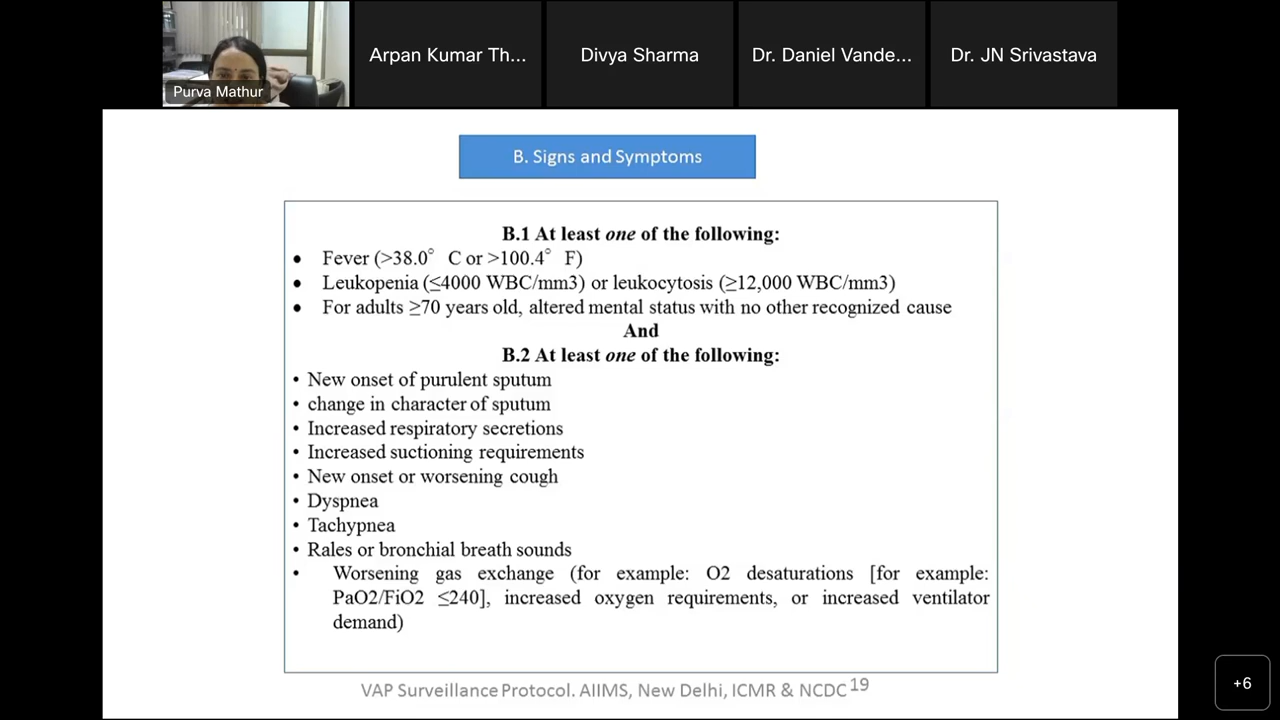 Purva Mathur
Arpan Kumar Th...
Divya Sharma
Dr. Daniel Vande...
Dr. JN Srivastava
B. Signs and Symptoms
B.1 At least one of the following:
• Fever (>38.0° C or >100.4° F)
• Leukopenia (≤4000 WBC/mm3) or leukocytosis (≥12,000 WBC/mm3)
• For adults ≥70 years old, altered mental status with no other recognized cause
And
B.2 At least one of the following:
• New onset of purulent sputum
• change in character of sputum
• Increased respiratory secretions
• Increased suctioning requirements
• New onset or worsening cough
• Dyspnea
• Tachypnea
• Rales or bronchial breath sounds
• Worsening gas exchange (for example: O2 desaturations [for example:
PaO2/FiO2 ≤240], increased oxygen requirements, or increased ventilator
demand)
VAP Surveillance Protocol. AIIMS, New Delhi, ICMR & NCDC 19
+6